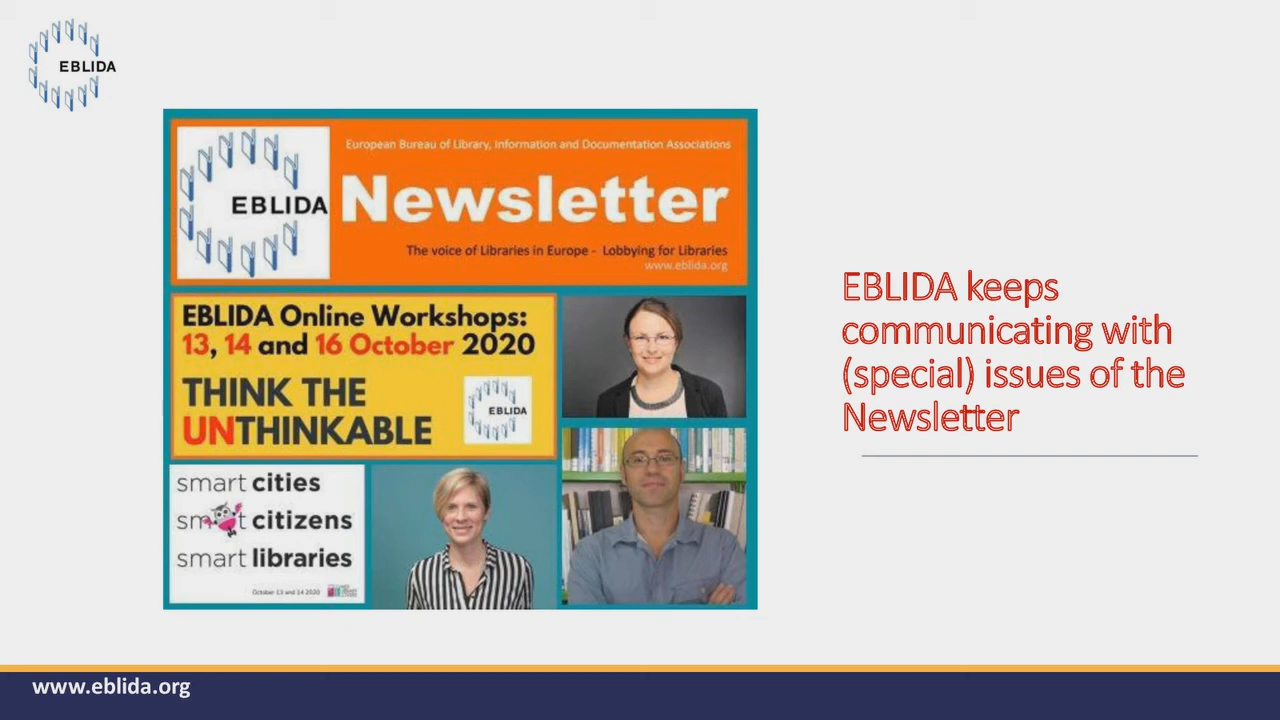 EBLIDA
European Bureau of Library, Information and Documentation Associations
EBLIDA
Newsletter
The voice of Libraries in Europe - Lobbying for Libraries
www.eblida.org
EBLIDA Online Workshops:
13, 14 and 16 October 2020
THINK THE
UNTHINKABLE
EBLIDA
smart cities
smart citizens
smart libraries
October 13 and 14 2020
EBLIDA keeps
communicating with
(special) issues of the
Newsletter
www.eblida.org